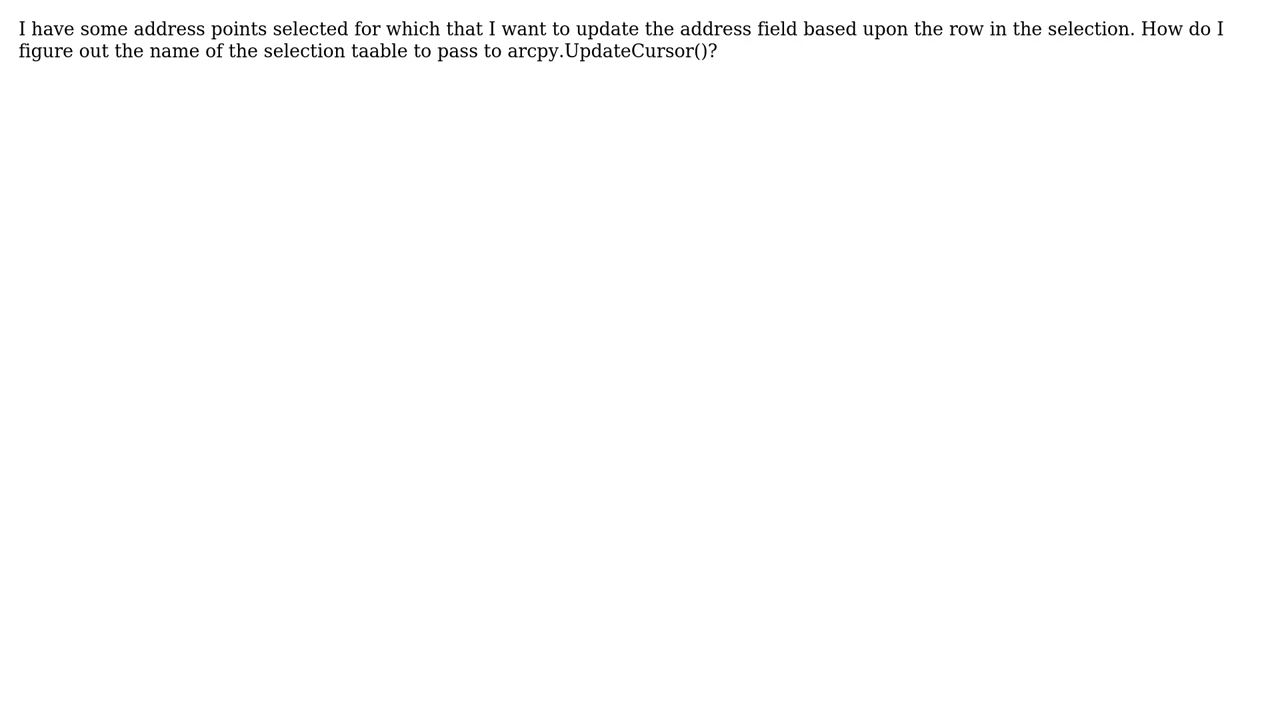 I have some address points selected for which that I want to update the address field based upon the row in the selection. How do I
figure out the name of the selection taable to pass to arcpy.UpdateCursor()?